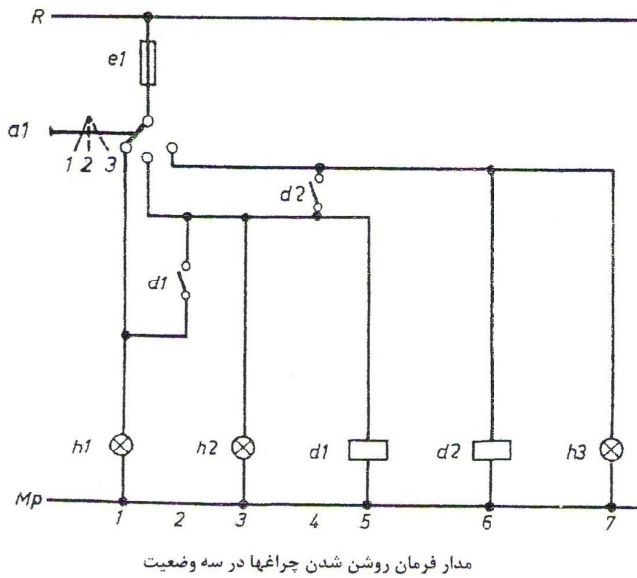 R
e1
a1
1 2 3
d2
d1
h1
h2
d1
d2
h3
Mp
1 2 3 4 5 6 7
مدار فرمان روشن شدن چراغها در سه وضعیت